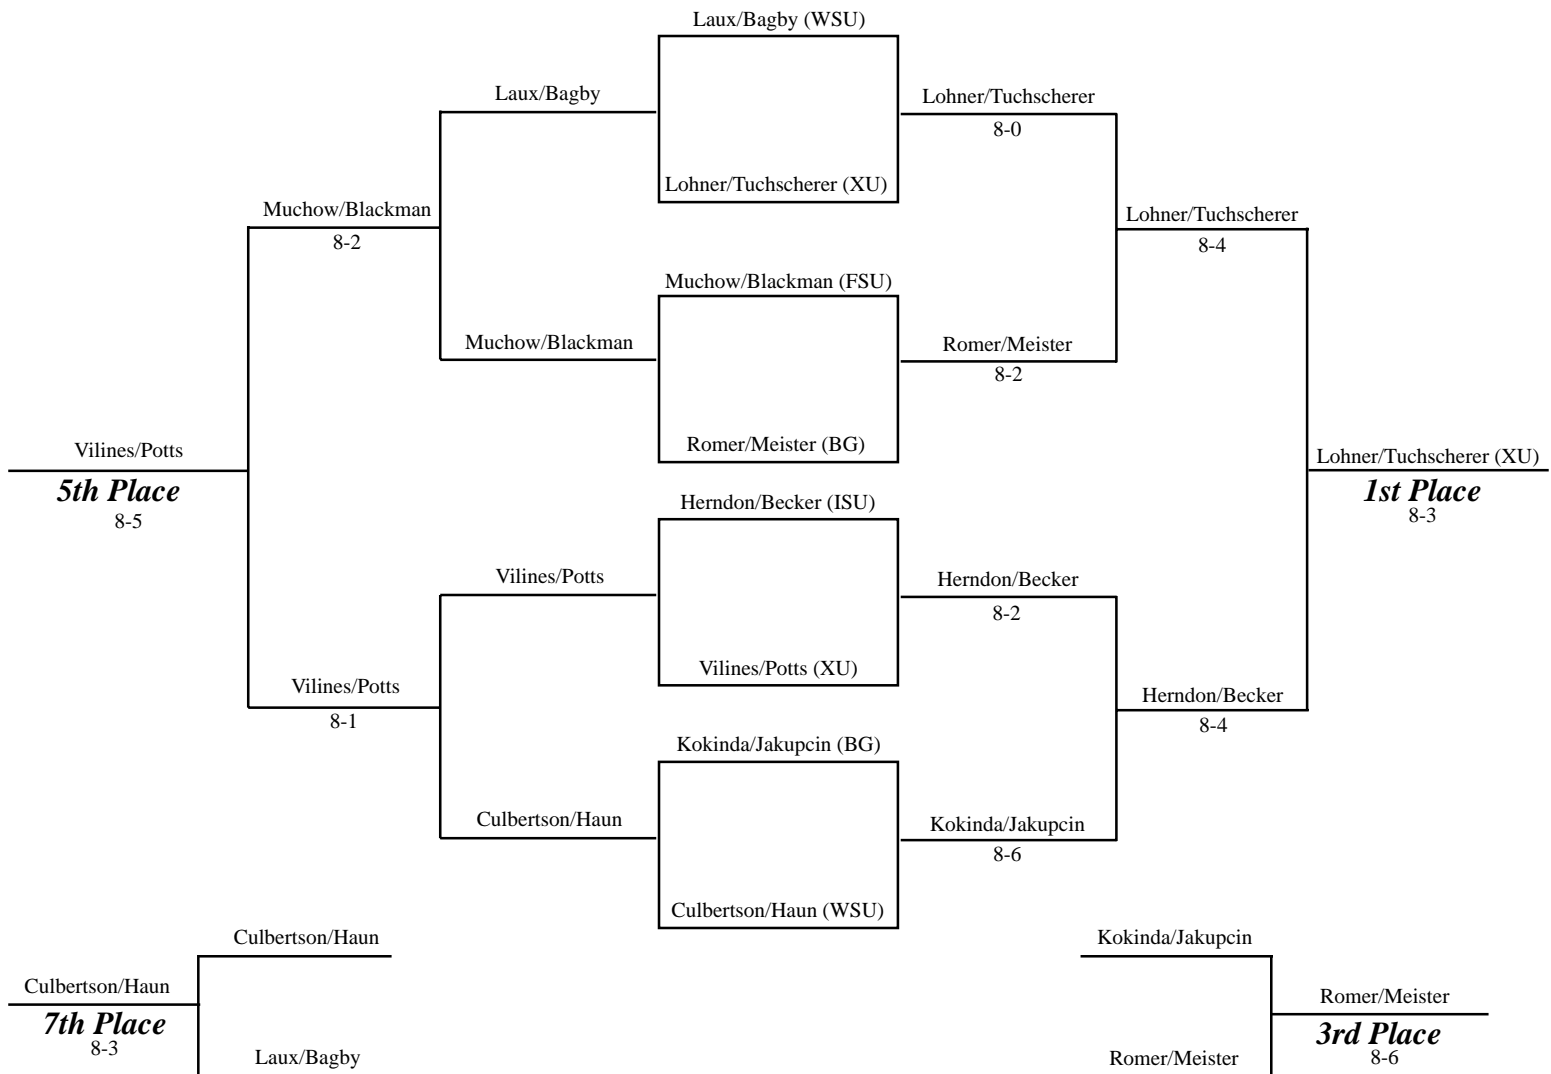 Laux/Bagby (WSU)
Laux/Bagby
Lohner/Tuchscherer
8-0
Lohner/Tuchscherer (XU)
Muchow/Blackman
8-2
Lohner/Tuchscherer
8-4
Muchow/Blackman (FSU)
Muchow/Blackman
Romer/Meister
8-2
Romer/Meister (BG)
Vilines/Potts
5th Place
8-5
Lohner/Tuchscherer (XU)
1st Place
8-3
Herndon/Becker (ISU)
Vilines/Potts
Herndon/Becker
8-2
Vilines/Potts (XU)
Vilines/Potts
8-1
Herndon/Becker
8-4
Kokinda/Jakupcin (BG)
Culbertson/Haun
Kokinda/Jakupcin
8-6
Culbertson/Haun (WSU)
Culbertson/Haun
Culbertson/Haun
7th Place
8-3
Laux/Bagby
Kokinda/Jakupcin
Romer/Meister
3rd Place
8-6
Romer/Meister